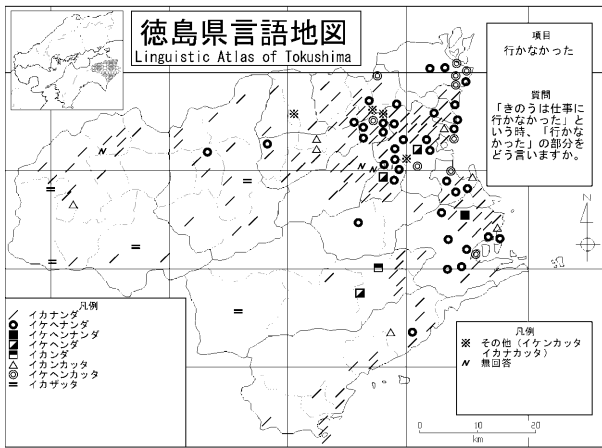 徳島県言語地図
Linguistic Atlas of Tokushima
項目
行かなかった
質問
「きのうは仕事に
行かなかった」と
いう時、「行かな
かった」の部分を
どう言いますか。
N
凡例
イカナンダ
イケヘナンダ
イケヘンナンダ
イケヘンダ
イカンダ
イカンカッタ
イケヘンカッタ
イカザッタ
凡例
その他（イケンカッタ
イカナカッタ）
無回答
0 10 20
km